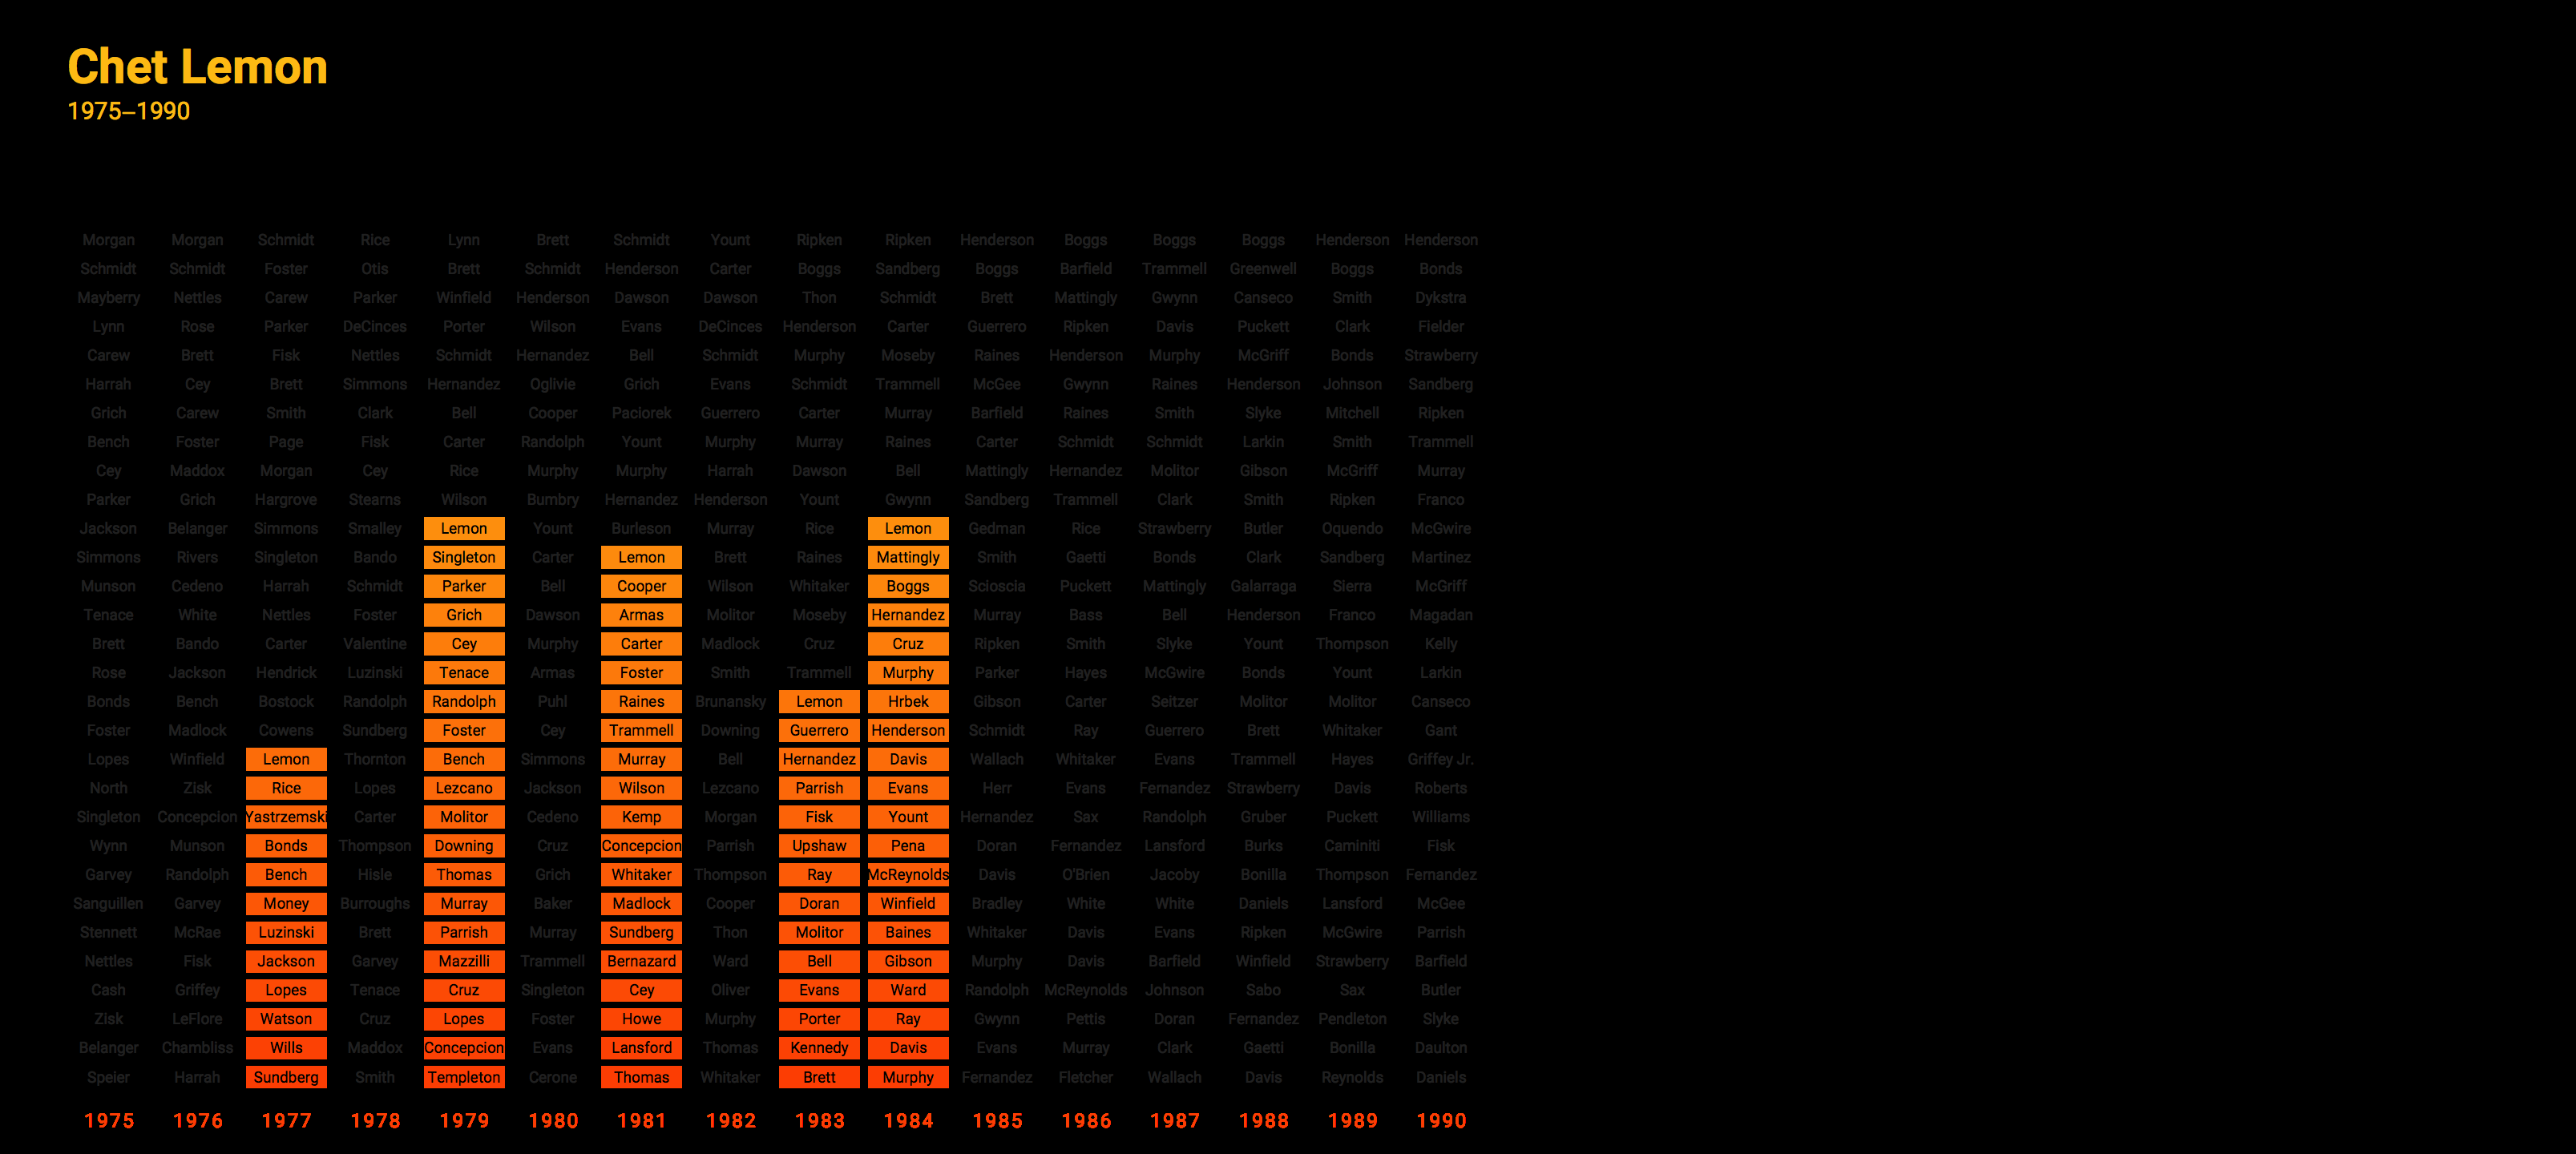 Chet Lemon
1975–1990
Morgan Morgan Schmidt Rice Lynn Brett Schmidt Yount Ripken Ripken Henderson Boggs Boggs Boggs Henderson Henderson
Schmidt Schmidt Foster Otis Brett Schmidt Henderson Carter Boggs Sandberg Boggs Barfield Trammell Greenwell Boggs Bonds
Mayberry Nettles Carew Parker Winfield Henderson Dawson Dawson Thon Schmidt Brett Mattingly Gwynn Canseco Smith Dykstra
Lynn Rose Parker DeCinces Porter Wilson Evans DeCinces Henderson Carter Guerrero Ripken Davis Puckett Clark Fielder
Carew Brett Fisk Nettles Schmidt Hernandez Bell Schmidt Murphy Moseby Raines Henderson Murphy McGriff Bonds Strawberry
Harrah Cey Brett Simmons Hernandez Oglivie Grich Evans Schmidt Trammell McGee Gwynn Raines Henderson Johnson Sandberg
Grich Carew Smith Clark Bell Cooper Paciorek Guerrero Carter Murray Barfield Raines Smith Slyke Mitchell Ripken
Bench Foster Page Fisk Carter Randolph Yount Murphy Murray Raines Carter Schmidt Schmidt Larkin Smith Trammell
Cey Maddox Morgan Cey Rice Murphy Murphy Harrah Dawson Bell Mattingly Hernandez Molitor Gibson McGriff Murray
Parker Grich Hargrove Stearns Wilson Bumbry Hernandez Henderson Yount Gwynn Sandberg Trammell Clark Smith Ripken Franco
Jackson Belanger Simmons Smalley Lemon Yount Burleson Murray Rice Lemon Gedman Rice Strawberry Butler Oquendo McGwire
Simmons Rivers Singleton Bando Singleton Carter Lemon Brett Raines Mattingly Smith Gaetti Bonds Clark Sandberg Martinez
Munson Cedeno Harrah Schmidt Parker Bell Cooper Wilson Whitaker Boggs Scioscia Puckett Mattingly Galarraga Sierra McGriff
Tenace White Nettles Foster Grich Dawson Armas Molitor Moseby Hernandez Murray Bass Bell Henderson Franco Magadan
Brett Bando Carter Valentine Cey Murphy Carter Madlock Cruz Cruz Ripken Smith Slyke Yount Thompson Kelly
Rose Jackson Hendrick Luzinski Tenace Armas Foster Smith Trammell Murphy Parker Hayes McGwire Bonds Yount Larkin
Bonds Bench Bostock Randolph Randolph Puhl Raines Brunansky Lemon Hrbek Gibson Carter Seitzer Molitor Molitor Canseco
Foster Madlock Cowens Sundberg Foster Cey Trammell Downing Guerrero Henderson Schmidt Ray Guerrero Brett Whitaker Gant
Lopes Winfield Lemon Thornton Bench Simmons Murray Bell Hernandez Davis Wallach Whitaker Evans Trammell Hayes Griffey Jr.
North Zisk Rice Lopes Lezcano Jackson Wilson Lezcano Parrish Evans Herr Evans Fernandez Strawberry Davis Roberts
Singleton Concepcion Yastrzemski Carter Molitor Cedeno Kemp Morgan Fisk Yount Hernandez Sax Randolph Gruber Puckett Williams
Wynn Munson Bonds Thompson Downing Cruz Concepcion Parrish Upshaw Pena Doran Fernandez Lansford Burks Caminiti Fisk
Garvey Randolph Bench Hisle Thomas Grich Whitaker Thompson Ray McReynolds Davis O'Brien Jacoby Bonilla Thompson Fernandez
Sanguillen Garvey Money Burroughs Murray Baker Madlock Cooper Doran Winfield Bradley White White Daniels Lansford McGee
Stennett McRae Luzinski Brett Parrish Murray Sundberg Thon Molitor Baines Whitaker Davis Evans Ripken McGwire Parrish
Nettles Fisk Jackson Garvey Mazzilli Trammell Bernazard Ward Bell Gibson Murphy Davis Barfield Winfield Strawberry Barfield
Cash Griffey Lopes Tenace Cruz Singleton Cey Oliver Evans Ward Randolph McReynolds Johnson Sabo Sax Butler
Zisk LeFlore Watson Cruz Lopes Foster Howe Murphy Porter Ray Gwynn Pettis Doran Fernandez Pendleton Slyke
Belanger Chambliss Wills Maddox Concepcion Evans Lansford Thomas Kennedy Davis Evans Murray Clark Gaetti Bonilla Daulton
Speier Harrah Sundberg Smith Templeton Cerone Thomas Whitaker Brett Murphy Fernandez Fletcher Wallach Davis Reynolds Daniels
1975 1976 1977 1978 1979 1980 1981 1982 1983 1984 1985 1986 1987 1988 1989 1990